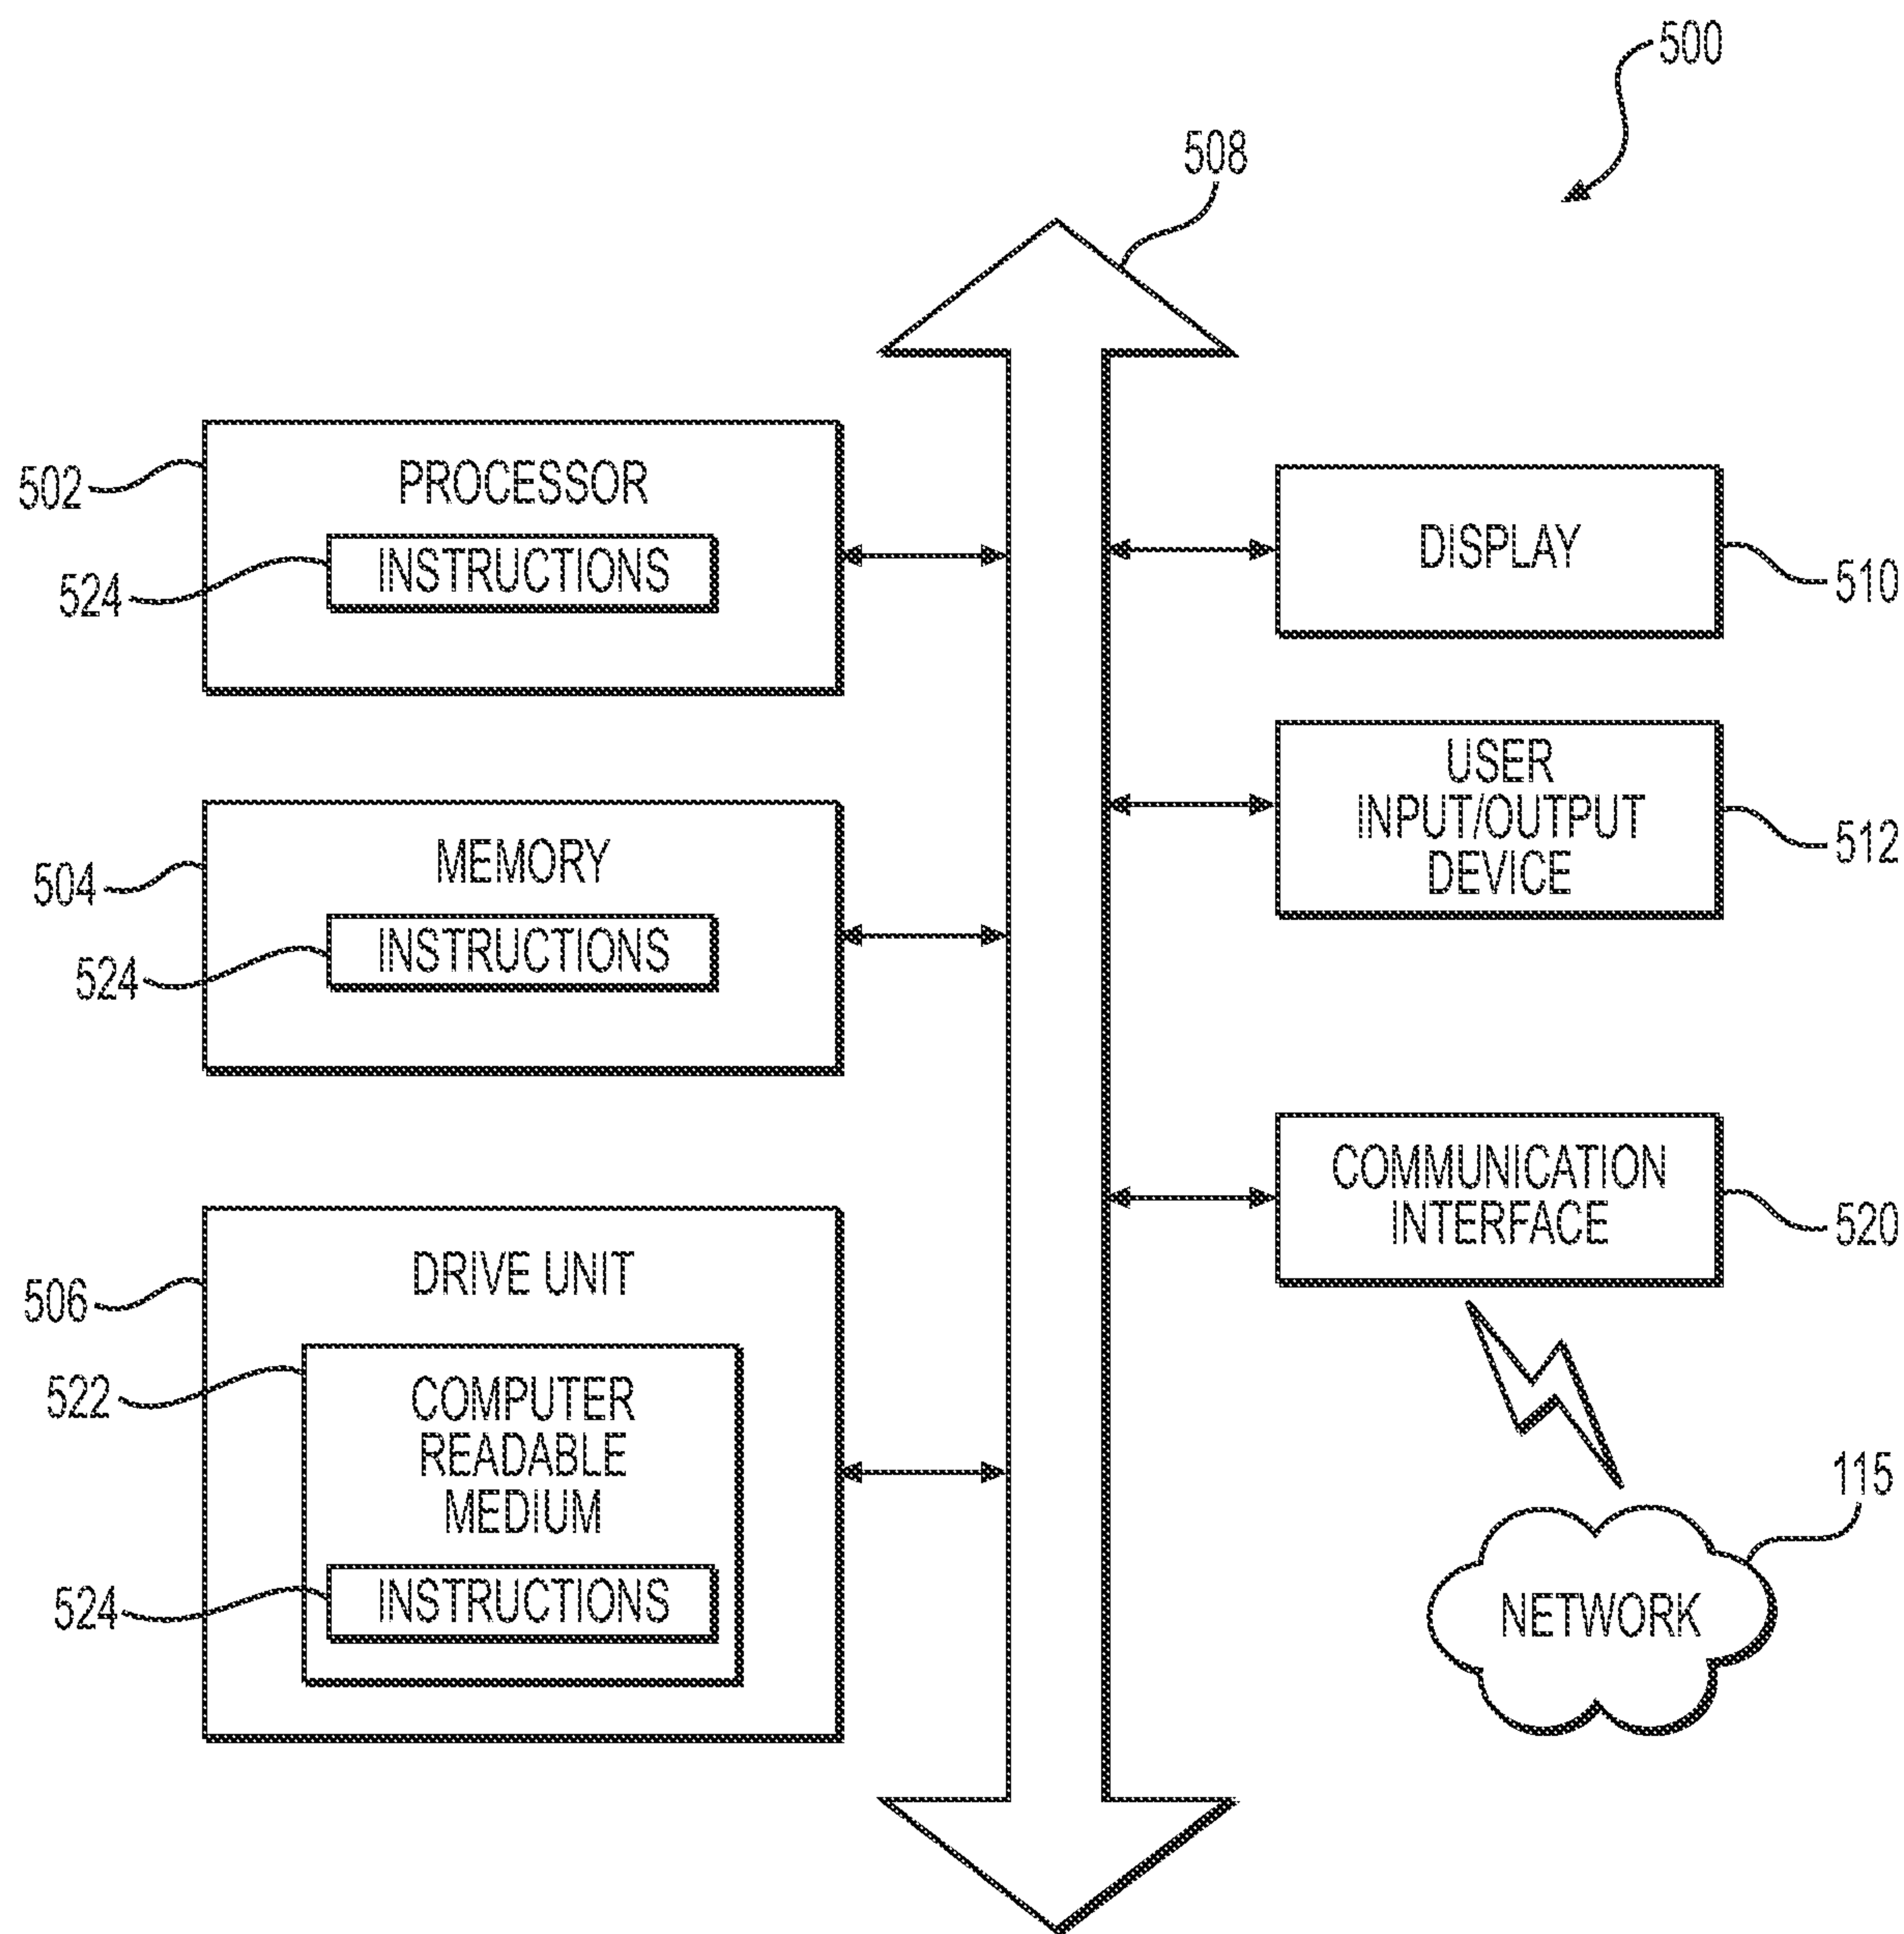 500
508
502
PROCESSOR
524
INSTRUCTIONS
DISPLAY
510
USER
INPUT/OUTPUT
DEVICE
512
504
MEMORY
524
INSTRUCTIONS
COMMUNICATION
INTERFACE
520
506
DRIVE UNIT
522
COMPUTER
READABLE
MEDIUM
524
INSTRUCTIONS
115
NETWORK